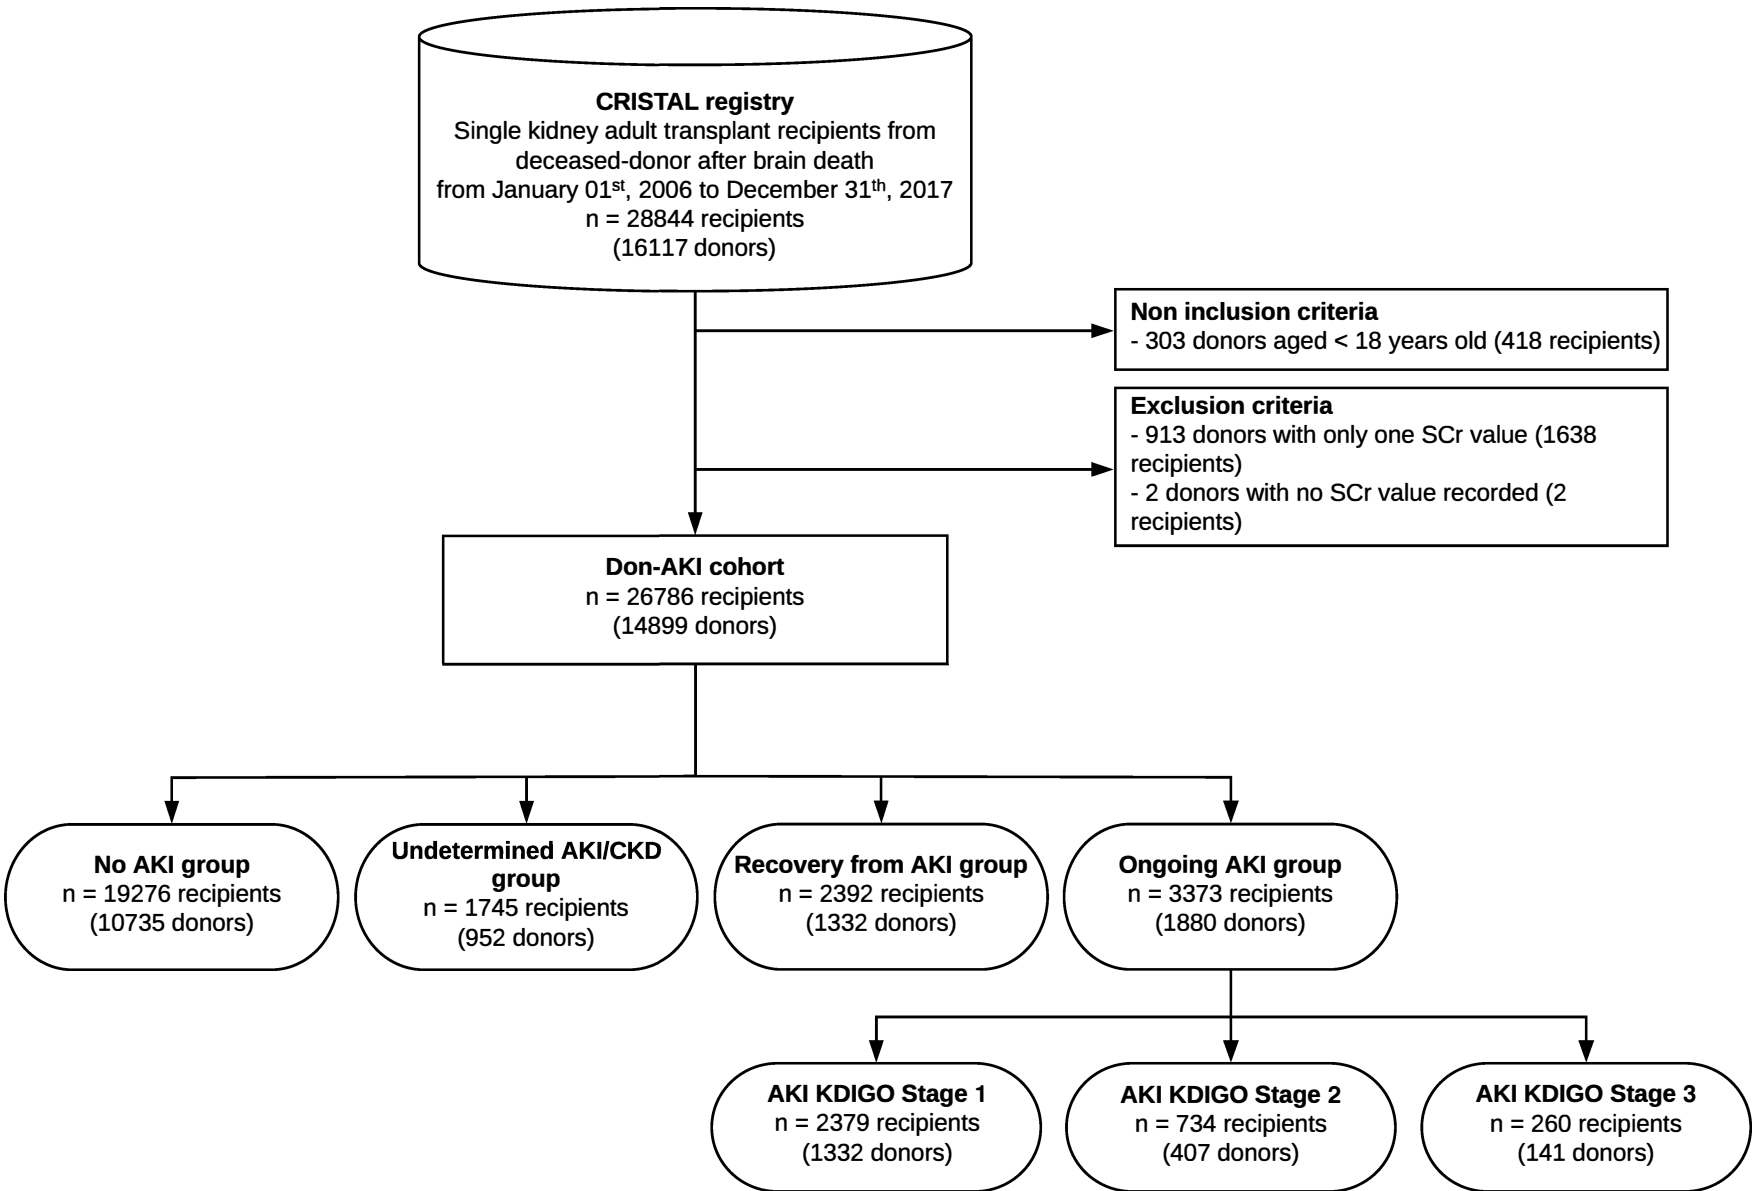 CRISTAL registry
Single kidney adult transplant recipients from
deceased-donor after brain death
from January 01st, 2006 to December 31th, 2017
n = 28844 recipients
(16117 donors)
Non inclusion criteria
- 303 donors aged < 18 years old (418 recipients)
Exclusion criteria
- 913 donors with only one SCr value (1638
recipients)
- 2 donors with no SCr value recorded (2
recipients)
Don-AKI cohort
n = 26786 recipients
(14899 donors)
No AKI group
n = 19276 recipients
(10735 donors)
Undetermined AKI/CKD
group
n = 1745 recipients
(952 donors)
Recovery from AKI group
n = 2392 recipients
(1332 donors)
Ongoing AKI group
n = 3373 recipients
(1880 donors)
AKI KDIGO Stage 1
n = 2379 recipients
(1332 donors)
AKI KDIGO Stage 2
n = 734 recipients
(407 donors)
AKI KDIGO Stage 3
n = 260 recipients
(141 donors)